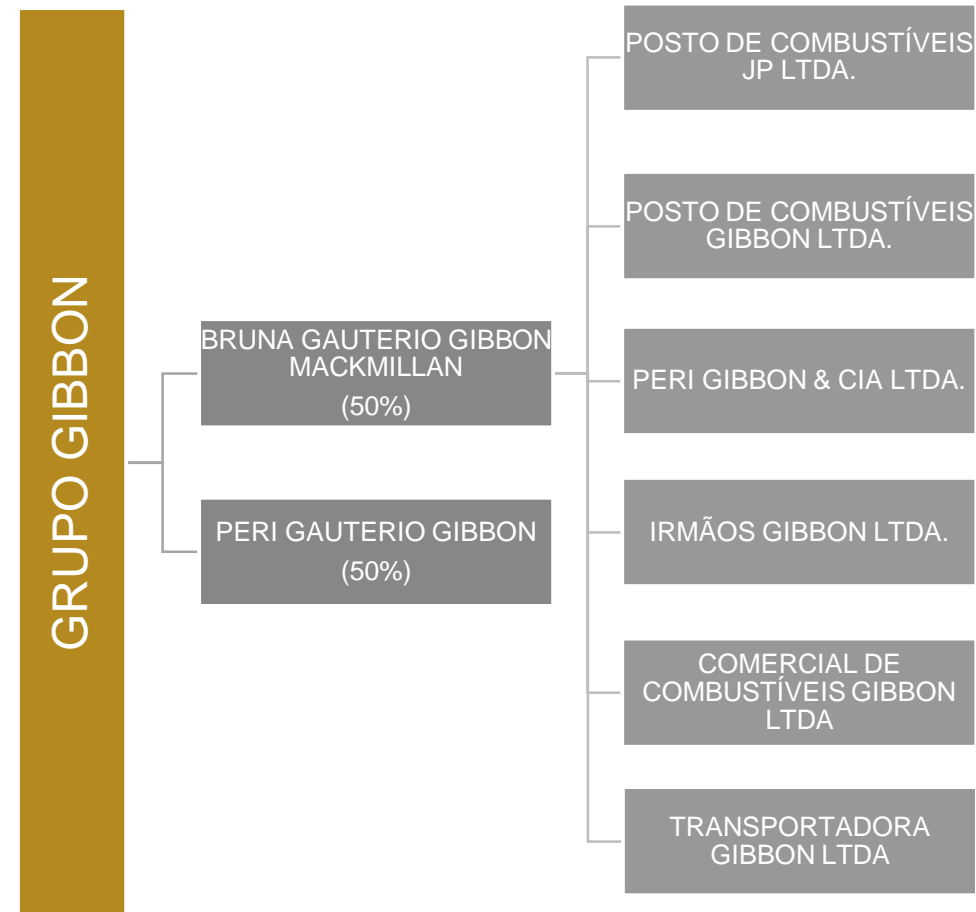 GRUPO GIBBON
BRUNA GAUTERIO GIBBON
MACKMILLAN
(50%)
PERI GAUTERIO GIBBON
(50%)
POSTO DE COMBUSTÍVEIS
JP LTDA.
POSTO DE COMBUSTÍVEIS
GIBBON LTDA.
PERI GIBBON & CIA LTDA.
IRMÃOS GIBBON LTDA.
COMERCIAL DE
COMBUSTÍVEIS GIBBON
LTDA
TRANSPORTADORA
GIBBON LTDA